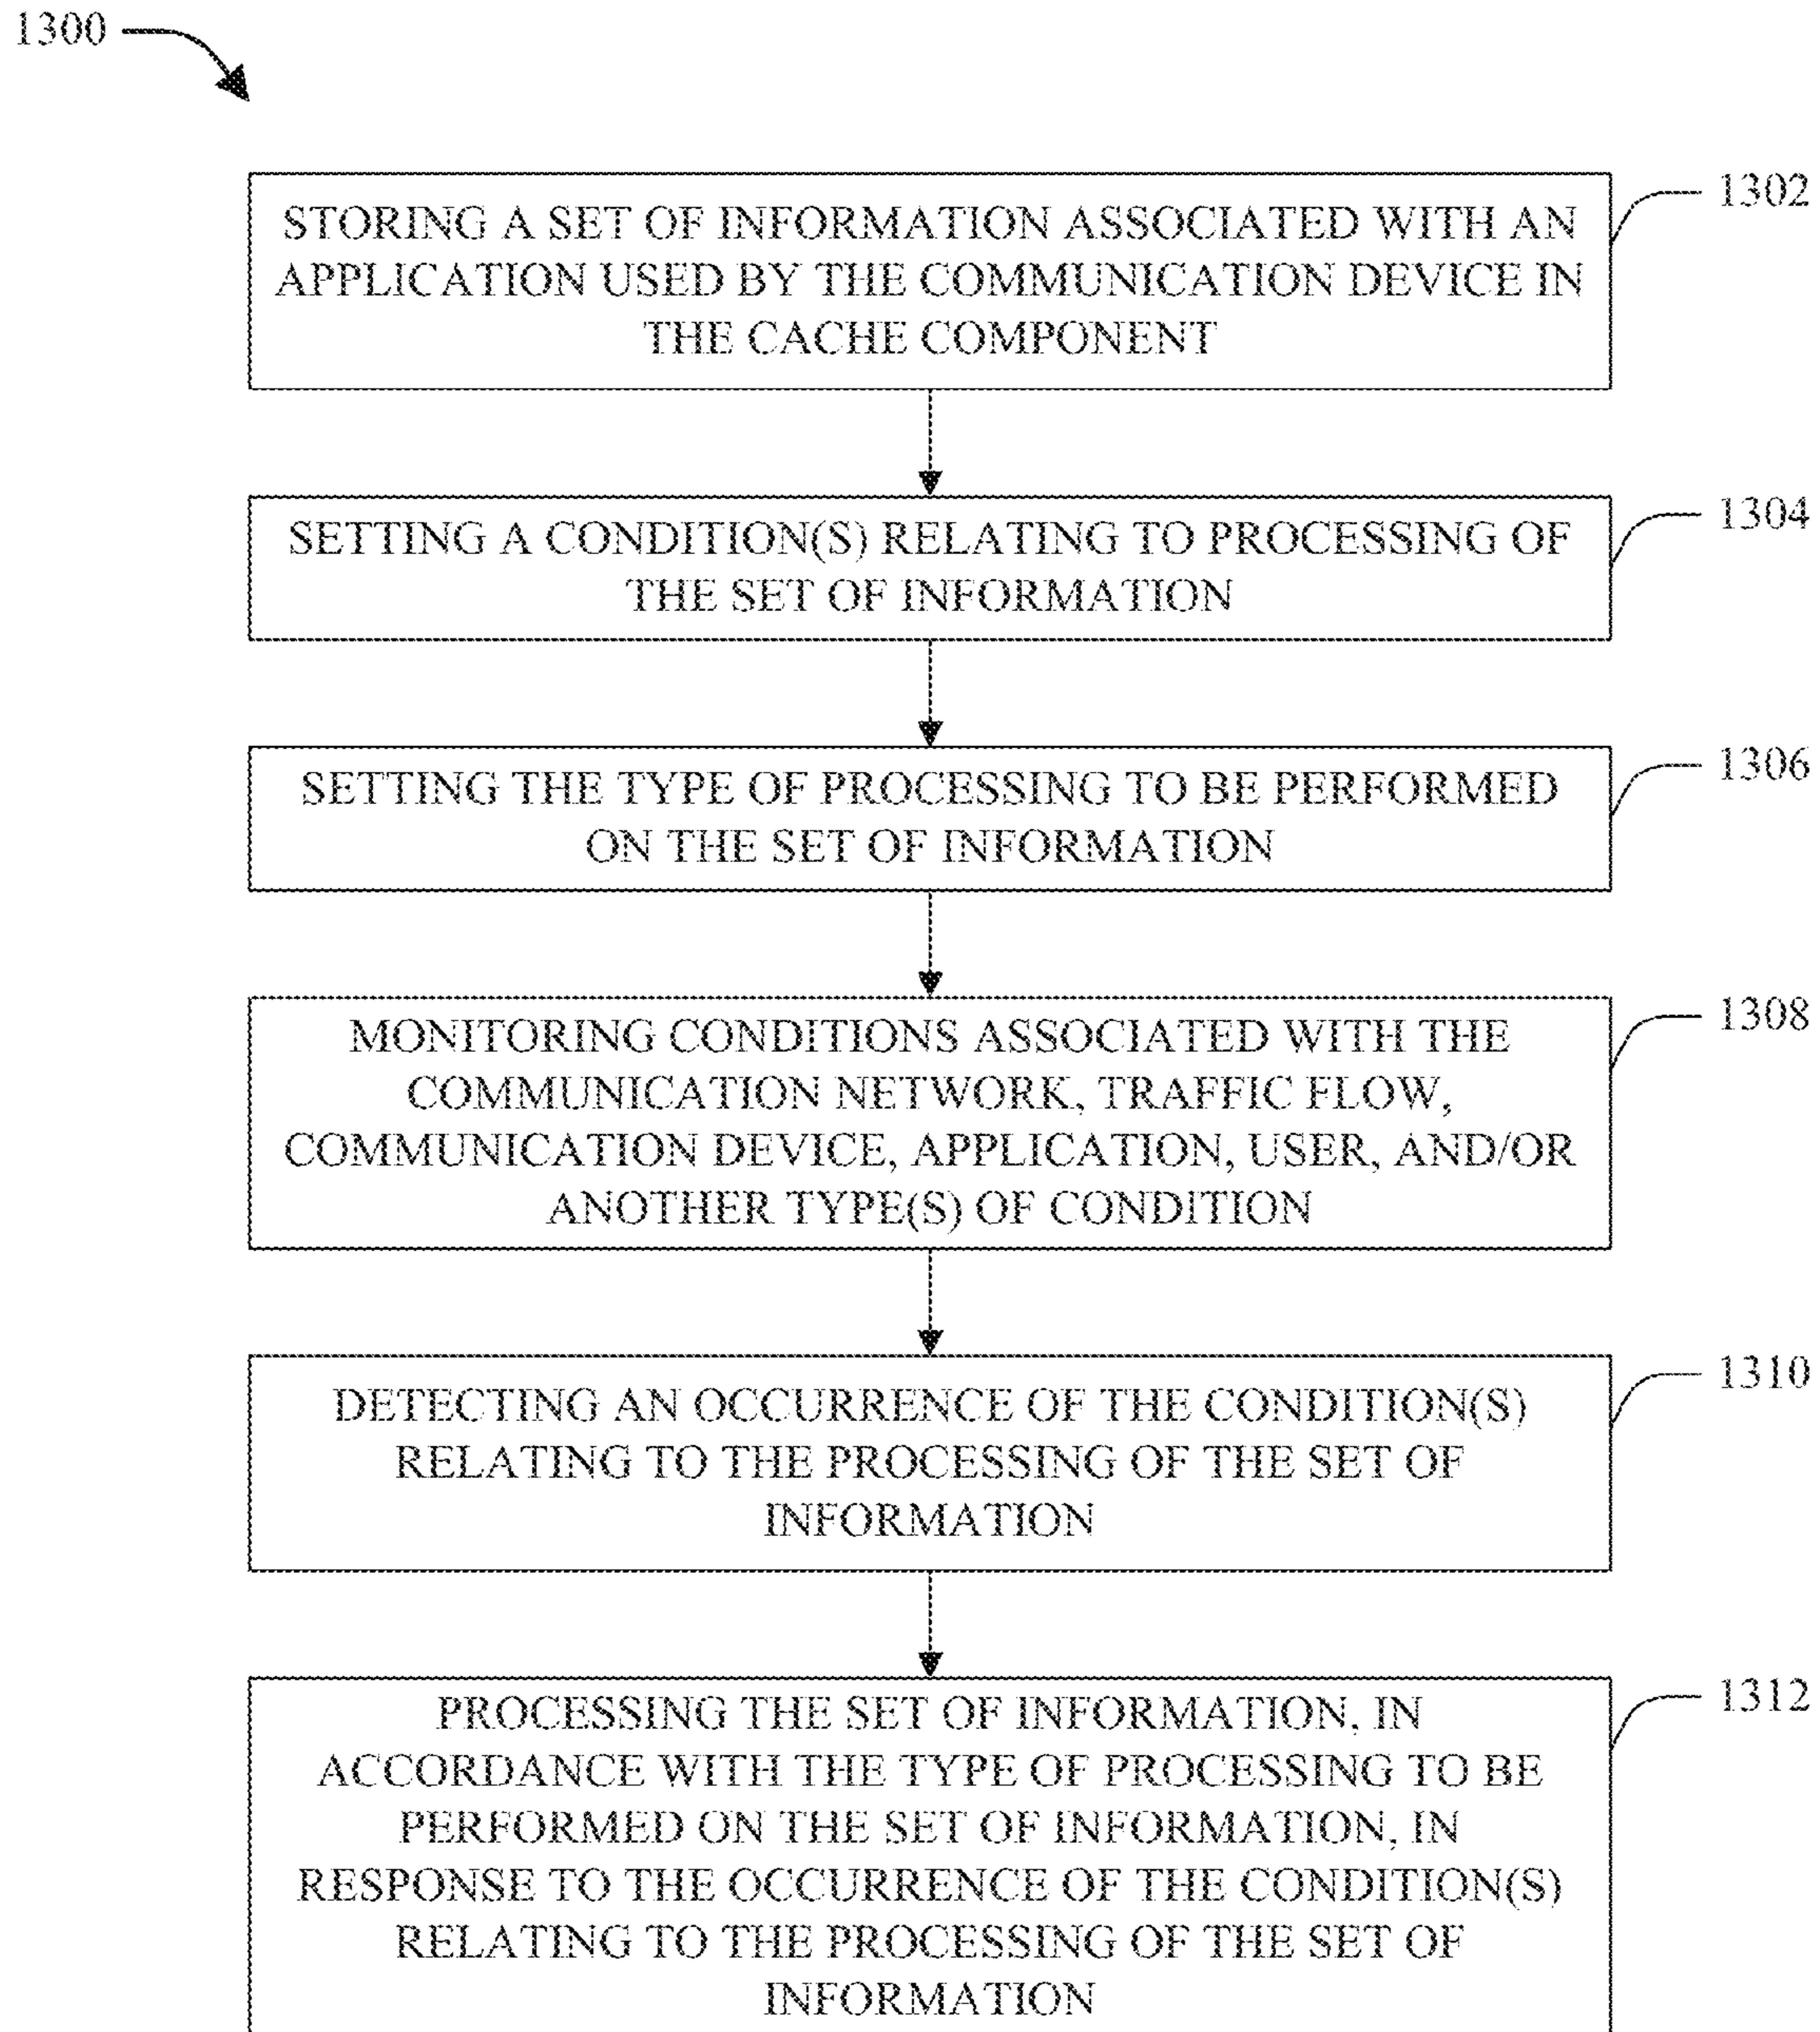 1300
1302
STORING A SET OF INFORMATION ASSOCIATED WITH AN
APPLICATION USED BY THE COMMUNICATION DEVICE IN
THE CACHE COMPONENT
1304
SETTING A CONDITION(S) RELATING TO PROCESSING OF
THE SET OF INFORMATION
1306
SETTING THE TYPE OF PROCESSING TO BE PERFORMED
ON THE SET OF INFORMATION
1308
MONITORING CONDITIONS ASSOCIATED WITH THE
COMMUNICATION NETWORK, TRAFFIC FLOW,
COMMUNICATION DEVICE, APPLICATION, USER, AND/OR
ANOTHER TYPE(S) OF CONDITION
1310
DETECTING AN OCCURRENCE OF THE CONDITION(S)
RELATING TO THE PROCESSING OF THE SET OF
INFORMATION
1312
PROCESSING THE SET OF INFORMATION, IN
ACCORDANCE WITH THE TYPE OF PROCESSING TO BE
PERFORMED ON THE SET OF INFORMATION, IN
RESPONSE TO THE OCCURRENCE OF THE CONDITION(S)
RELATING TO THE PROCESSING OF THE SET OF
INFORMATION